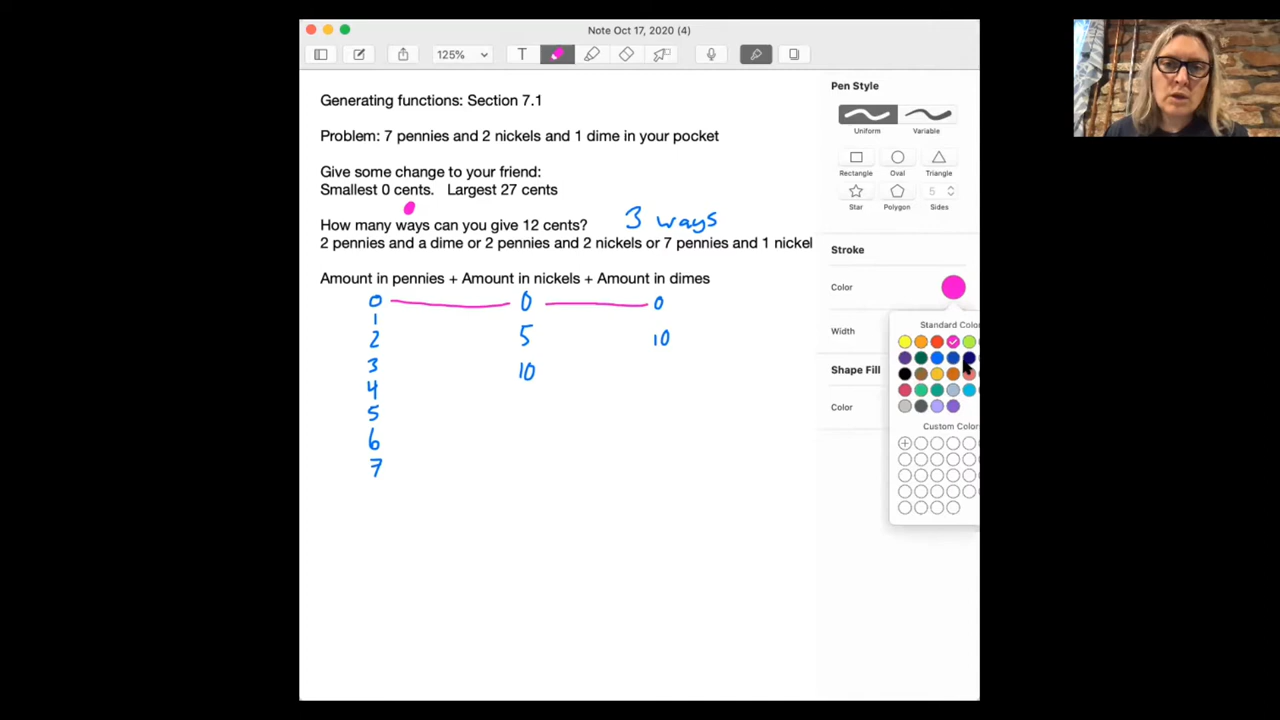 Note Oct 17, 2020 (4)
125%
T
Generating functions: Section 7.1
Problem: 7 pennies and 2 nickels and 1 dime in your pocket
Give some change to your friend:
Smallest 0 cents. Largest 27 cents
How many ways can you give 12 cents? 3 ways
2 pennies and a dime or 2 pennies and 2 nickels or 7 pennies and 1 nickel
Amount in pennies + Amount in nickels + Amount in dimes
0 0 0
1
2 5 10
3 10
4
5
6
7
Pen Style
Uniform Variable
Rectangle Oval Triangle
5
Star Polygon Sides
Stroke
Color
Standard Color
Width
Shape Fill
Color
Custom Color